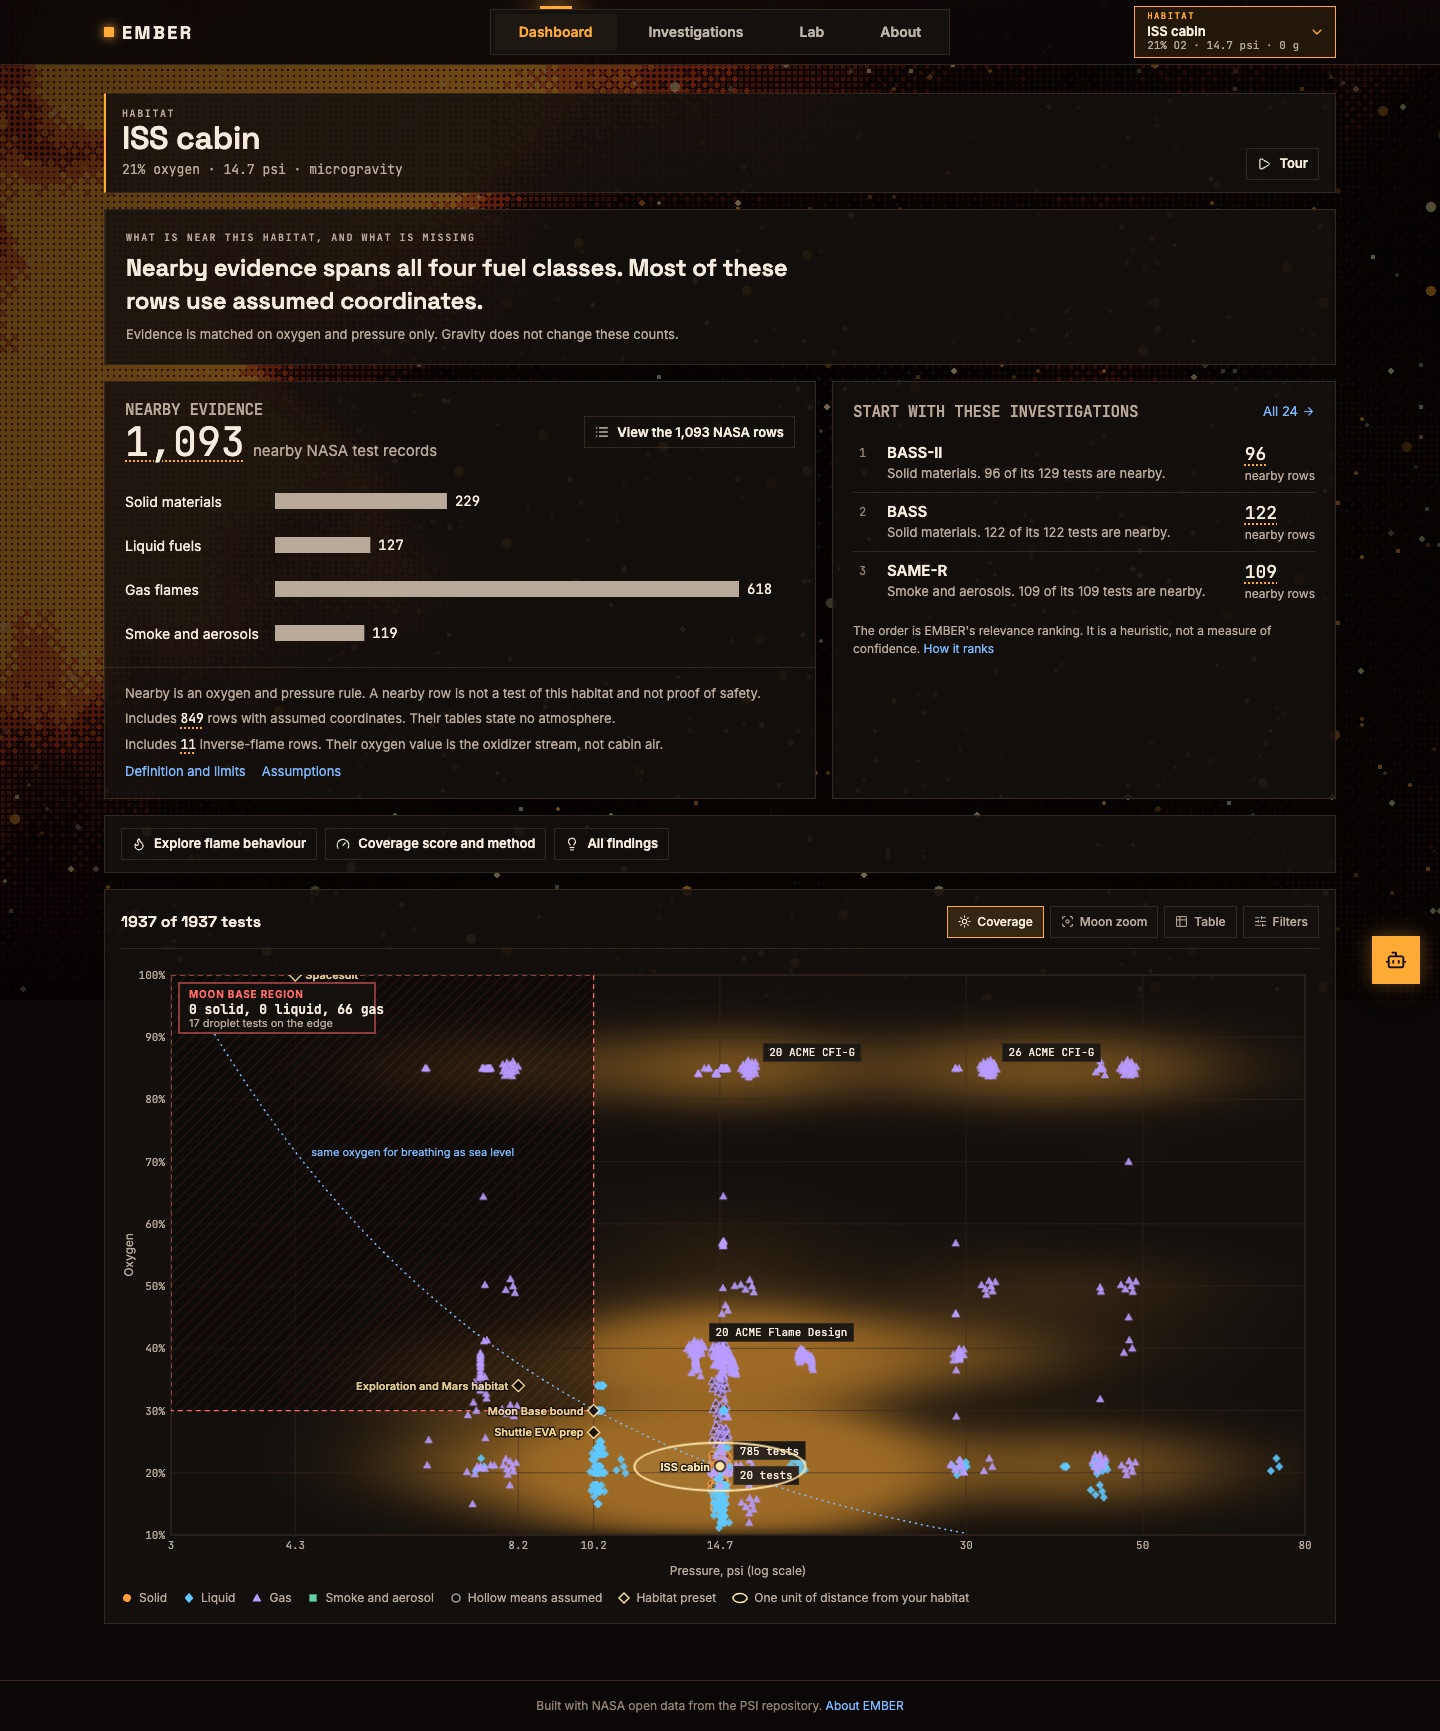 EMBER
Dashboard
Investigations
Lab
About
HABITAT
ISS cabin
21% O2 · 14.7 psi · 0 g
HABITAT
ISS cabin
21% oxygen · 14.7 psi · microgravity
Tour
WHAT IS NEAR THIS HABITAT, AND WHAT IS MISSING
Nearby evidence spans all four fuel classes. Most of these
rows use assumed coordinates.
Evidence is matched on oxygen and pressure only. Gravity does not change these counts.
NEARBY EVIDENCE
1,093 nearby NASA test records
View the 1,093 NASA rows
Solid materials 229
Liquid fuels 127
Gas flames 618
Smoke and aerosols 119
Nearby is an oxygen and pressure rule. A nearby row is not a test of this habitat and not proof of safety.
Includes 849 rows with assumed coordinates. Their tables state no atmosphere.
Includes 11 inverse-flame rows. Their oxygen value is the oxidizer stream, not cabin air.
Definition and limits Assumptions
START WITH THESE INVESTIGATIONS
All 24 →
1 BASS-II 96
Solid materials. 96 of its 129 tests are nearby. nearby rows
2 BASS 122
Solid materials. 122 of its 122 tests are nearby. nearby rows
3 SAME-R 109
Smoke and aerosols. 109 of its 109 tests are nearby. nearby rows
The order is EMBER's relevance ranking. It is a heuristic, not a measure of
confidence. How it ranks
Explore flame behaviour
Coverage score and method
All findings
1937 of 1937 tests
Coverage
Moon zoom
Table
Filters
100%
90%
80%
70%
60%
50%
40%
30%
20%
10%
Oxygen
Spacesuit
MOON BASE REGION
0 solid, 0 liquid, 66 gas
17 droplet tests on the edge
20 ACME CFI-G
26 ACME CFI-G
same oxygen for breathing as sea level
20 ACME Flame Design
Exploration and Mars habitat
Moon Base bound
Shuttle EVA prep
785 tests
ISS cabin
20 tests
3
4.3
8.2
10.2
14.7
30
50
80
Pressure, psi (log scale)
Solid
Liquid
Gas
Smoke and aerosol
Hollow means assumed
Habitat preset
One unit of distance from your habitat
Built with NASA open data from the PSI repository. About EMBER